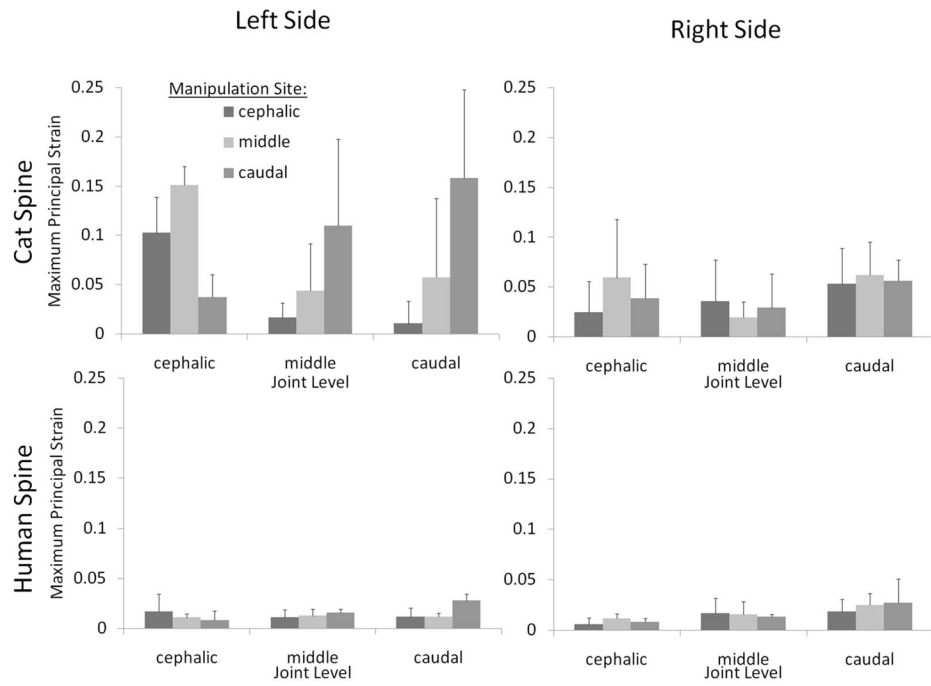 Left Side
Right Side
Cat Spine
Maximum Principal Strain
0.25
0.2
0.15
0.1
0.05
0
Manipulation Site:
cephalic
middle
caudal
cephalic
middle
caudal
Joint Level
0.25
0.2
0.15
0.1
0.05
0
cephalic
middle
caudal
Joint Level
Human Spine
Maximum Principal Strain
0.25
0.2
0.15
0.1
0.05
0
cephalic
middle
caudal
Joint Level
0.25
0.2
0.15
0.1
0.05
0
cephalic
middle
caudal
Joint Level